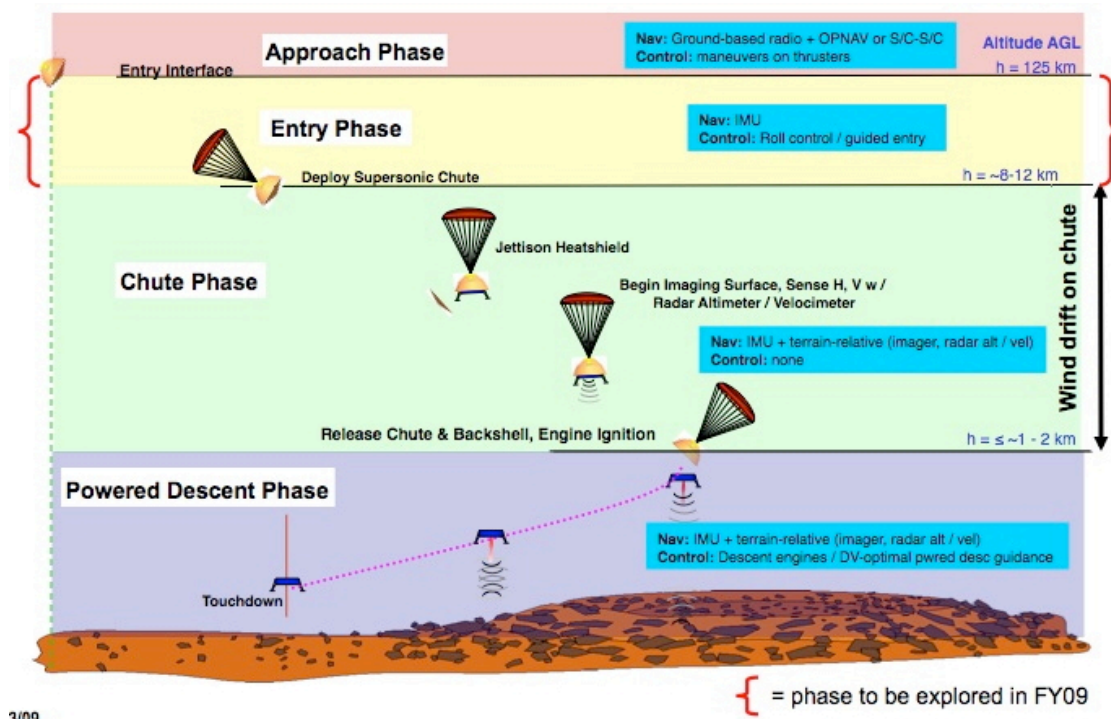 Approach Phase
Nav: Ground-based radio + OPNAV or S/C-S/C
Control: maneuvers on thrusters
Altitude AGL
h = 125 km
Entry Interface
Entry Phase
Nav: IMU
Control: Roll control / guided entry
Deploy Supersonic Chute
h = ~8-12 km
Jettison Heatshield
Chute Phase
Begin Imaging Surface, Sense H, V w /
Radar Altimeter / Velocimeter
Nav: IMU + terrain-relative (imager, radar alt / vel)
Control: none
Wind drift on chute
Release Chute & Backshell, Engine Ignition
h = ≤ ~1 - 2 km
Powered Descent Phase
Nav: IMU + terrain-relative (imager, radar alt / vel)
Control: Descent engines / DV-optimal pwred desc guidance
Touchdown
{ = phase to be explored in FY09
3/09